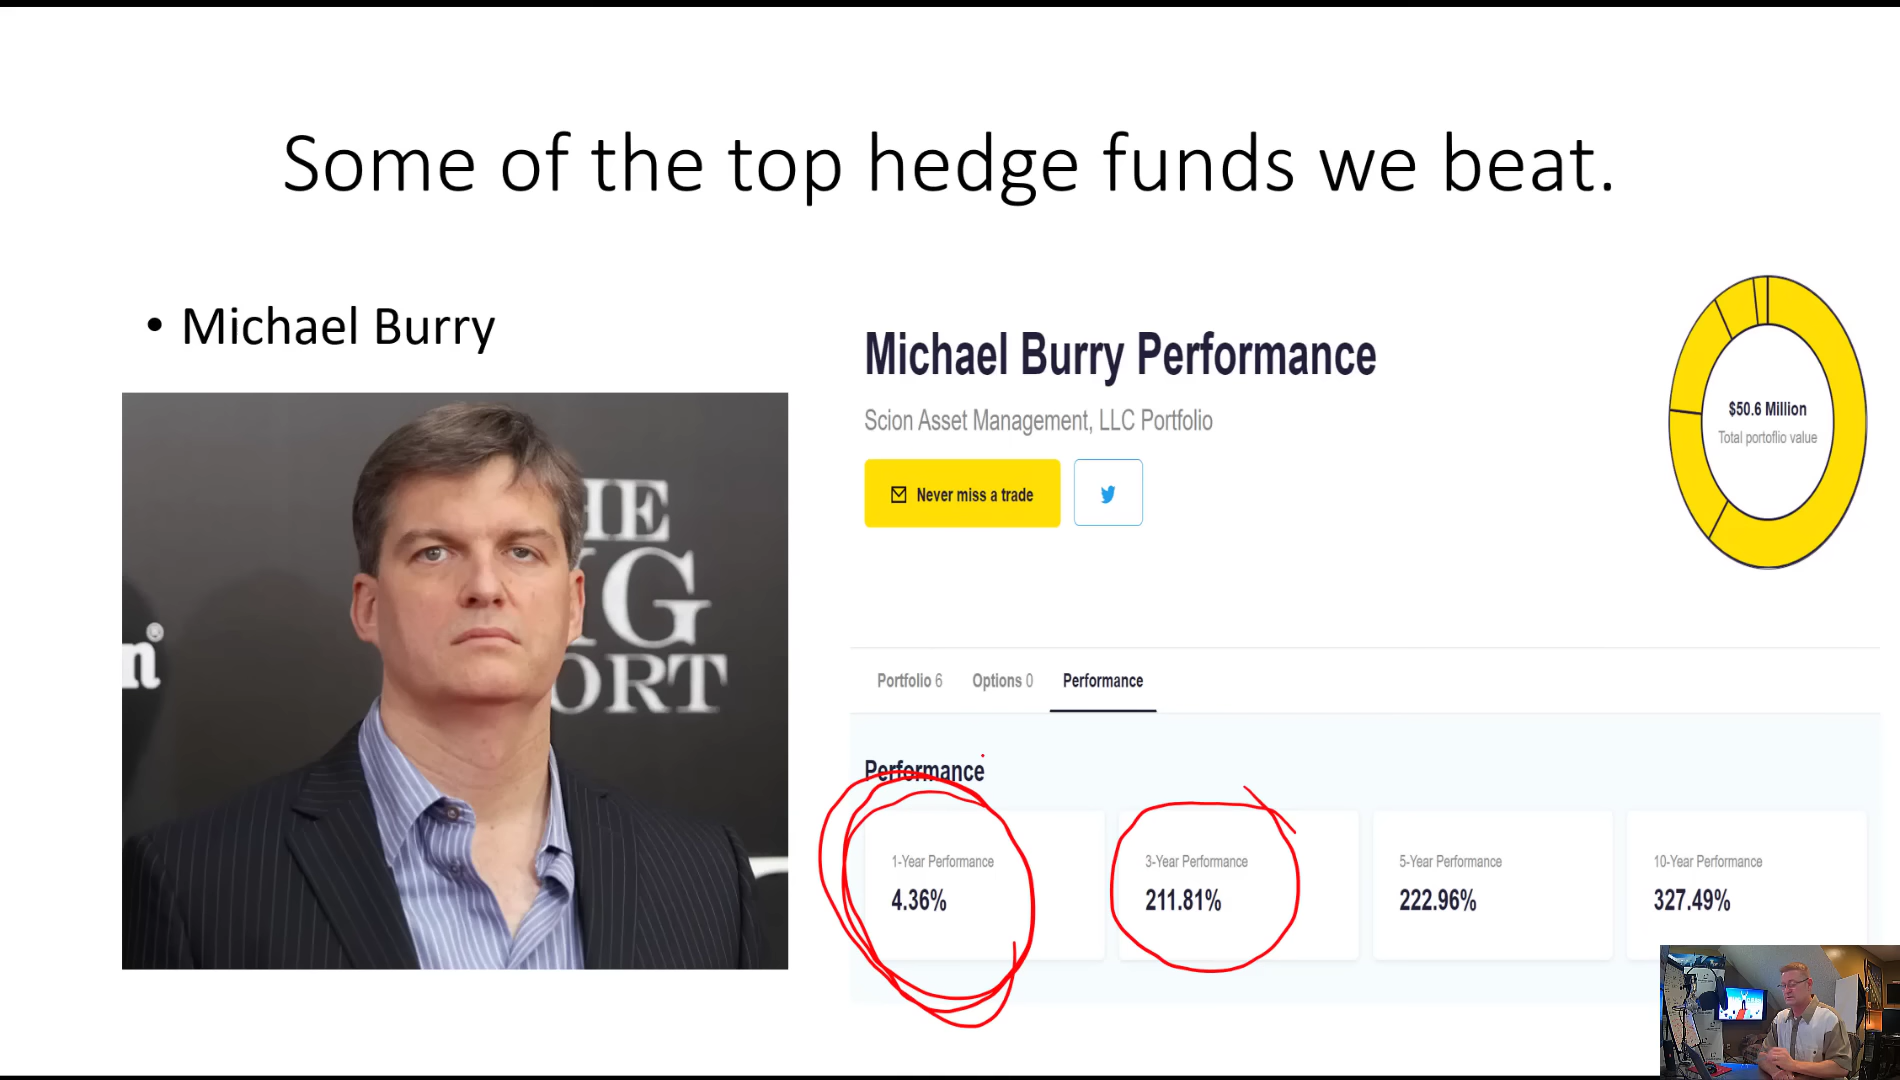 Some of the top hedge funds we beat.
• Michael Burry
HE
G
ORT
n®
Michael Burry Performance
Scion Asset Management, LLC Portfolio
Never miss a trade
$50.6 Million
Total portoflio value
Portfolio 6 Options 0 Performance
Performance
1-Year Performance
4.36%
3-Year Performance
211.81%
5-Year Performance
222.96%
10-Year Performance
327.49%